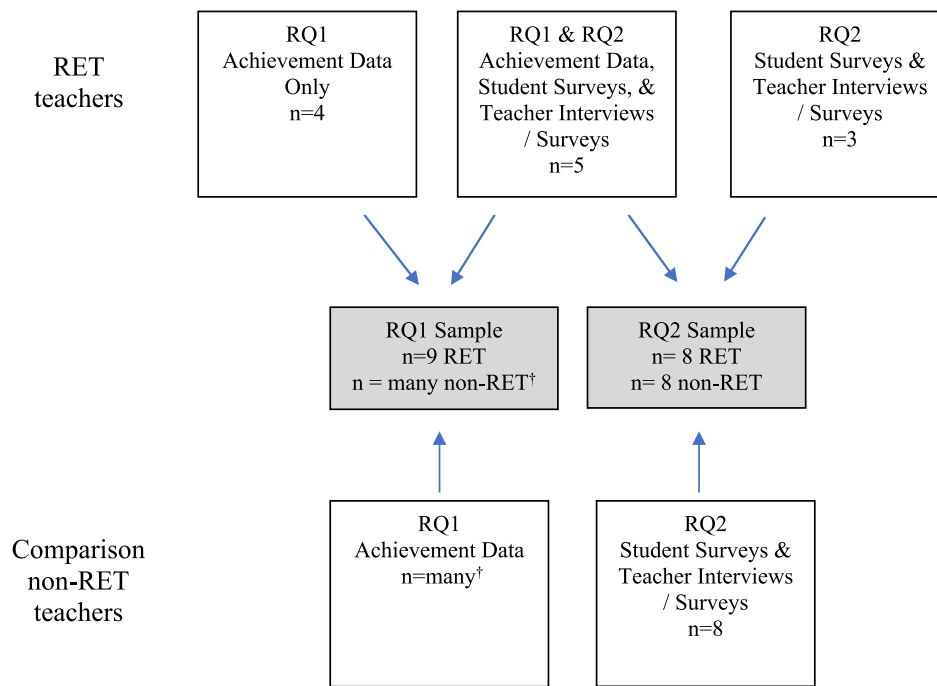 RET
teachers
RQ1
Achievement Data
Only
n=4
RQ1 & RQ2
Achievement Data,
Student Surveys, &
Teacher Interviews
/ Surveys
n=5
RQ2
Student Surveys &
Teacher Interviews
/ Surveys
n=3
RQ1 Sample
n=9 RET
n = many non-RET†
RQ2 Sample
n= 8 RET
n= 8 non-RET
Comparison
non-RET
teachers
RQ1
Achievement Data
n=many†
RQ2
Student Surveys &
Teacher Interviews
/ Surveys
n=8